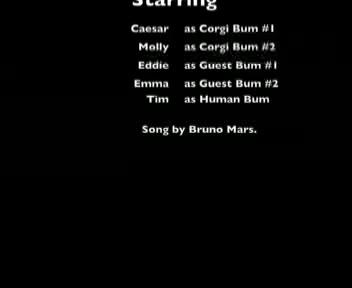 Starring
Caesar as Corgi Bum #1
Molly as Corgi Bum #2
Eddie as Guest Bum #1
Emma as Guest Bum #2
Tim as Human Bum
Song by Bruno Mars.